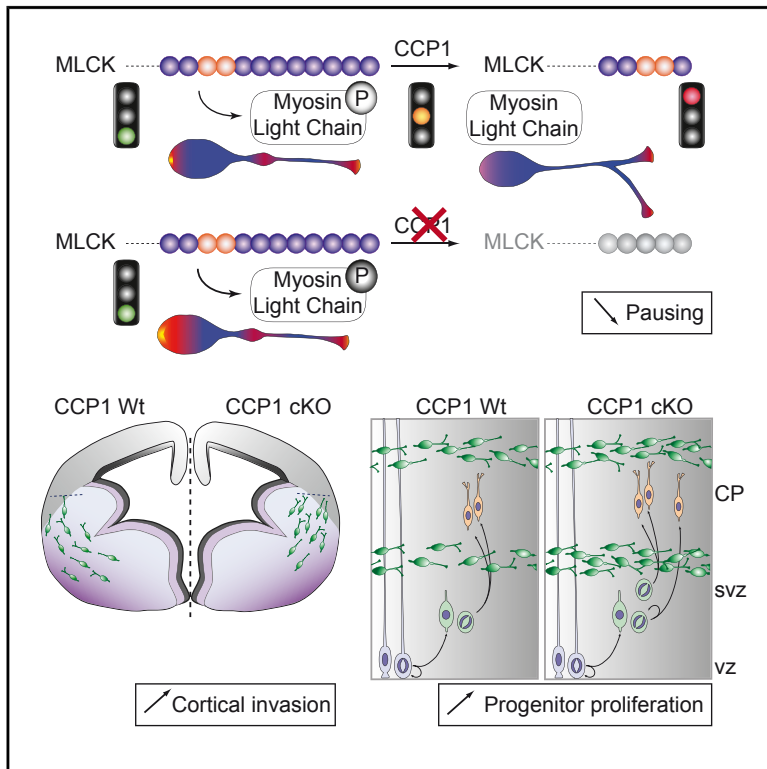 MLCK
CCP1
MLCK
Myosin
Light Chain
P
Myosin
Light Chain
MLCK
CCP1
MLCK
Myosin
Light Chain
P
Pausing
CCP1 Wt
CCP1 cKO
CCP1 Wt
CCP1 cKO
CP
svz
vz
Cortical invasion
Progenitor proliferation